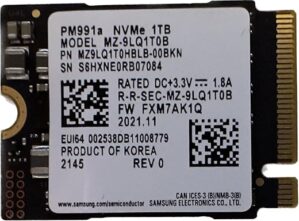 PM991a NVMe 1TB
MODEL MZ-9LQ1T0B
PN MZ9LQ1T0HBLB-00BKN
SN S6HXNE0RB07084
RATED DC+3.3V ⎓ 1.8A
R-R-SEC-MZ-9LQ1T0B
FW FXM7AK1Q
2021.11
EUI64 002538DB11008779
PRODUCT OF KOREA
2145 REV 0
CAN ICES-3 (B)/NMB-3(B)
www.samsung.com/semiconductor SAMSUNG ELECTRONICS CO., LTD.